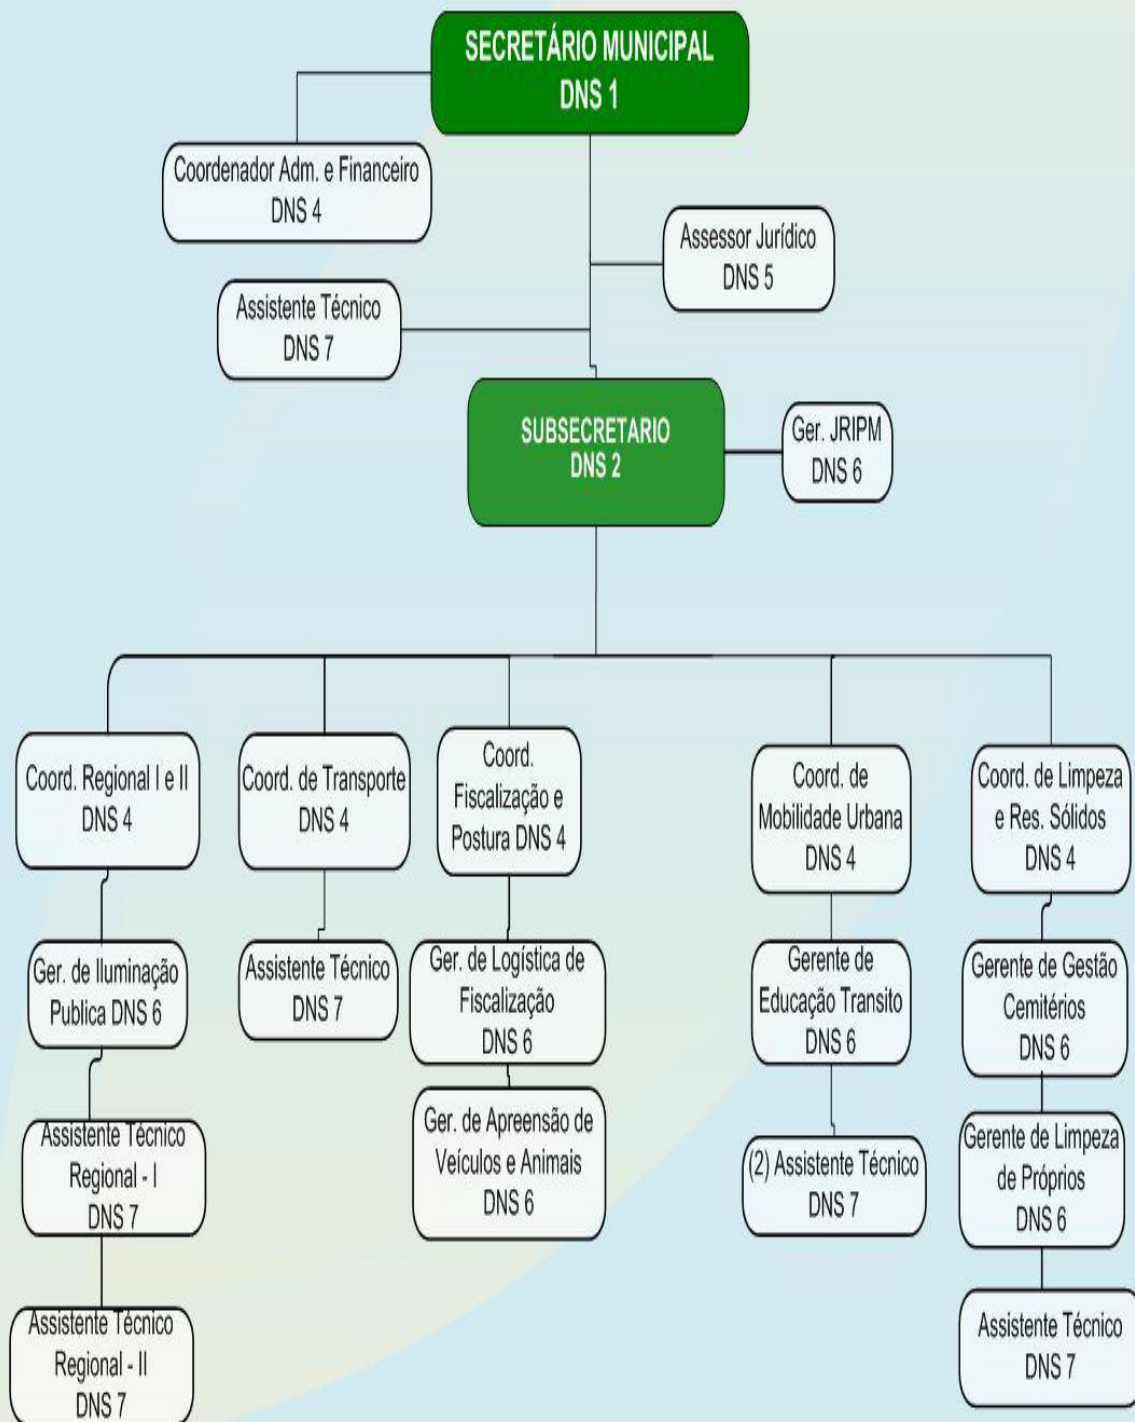 SECRETÁRIO MUNICIPAL
DNS 1
Coordenador Adm. e Financeiro
DNS 4
Assessor Jurídico
DNS 5
Assistente Técnico
DNS 7
SUBSECRETARIO
DNS 2
Ger. JRIPM
DNS 6
Coord. Regional I e II
DNS 4
Coord. de Transporte
DNS 4
Coord.
Fiscalização e
Postura DNS 4
Coord. de
Mobilidade Urbana
DNS 4
Coord. de Limpeza
e Res. Sólidos
DNS 4
Ger. de Iluminação
Publica DNS 6
Assistente Técnico
DNS 7
Ger. de Logística de
Fiscalização
DNS 6
Gerente de
Educação Transito
DNS 6
Gerente de Gestão
Cemitérios
DNS 6
Assistente Técnico
Regional - I
DNS 7
Ger. de Apreensão de
Veículos e Animais
DNS 6
(2) Assistente Técnico
DNS 7
Gerente de Limpeza
de Próprios
DNS 6
Assistente Técnico
Regional - II
DNS 7
Assistente Técnico
DNS 7